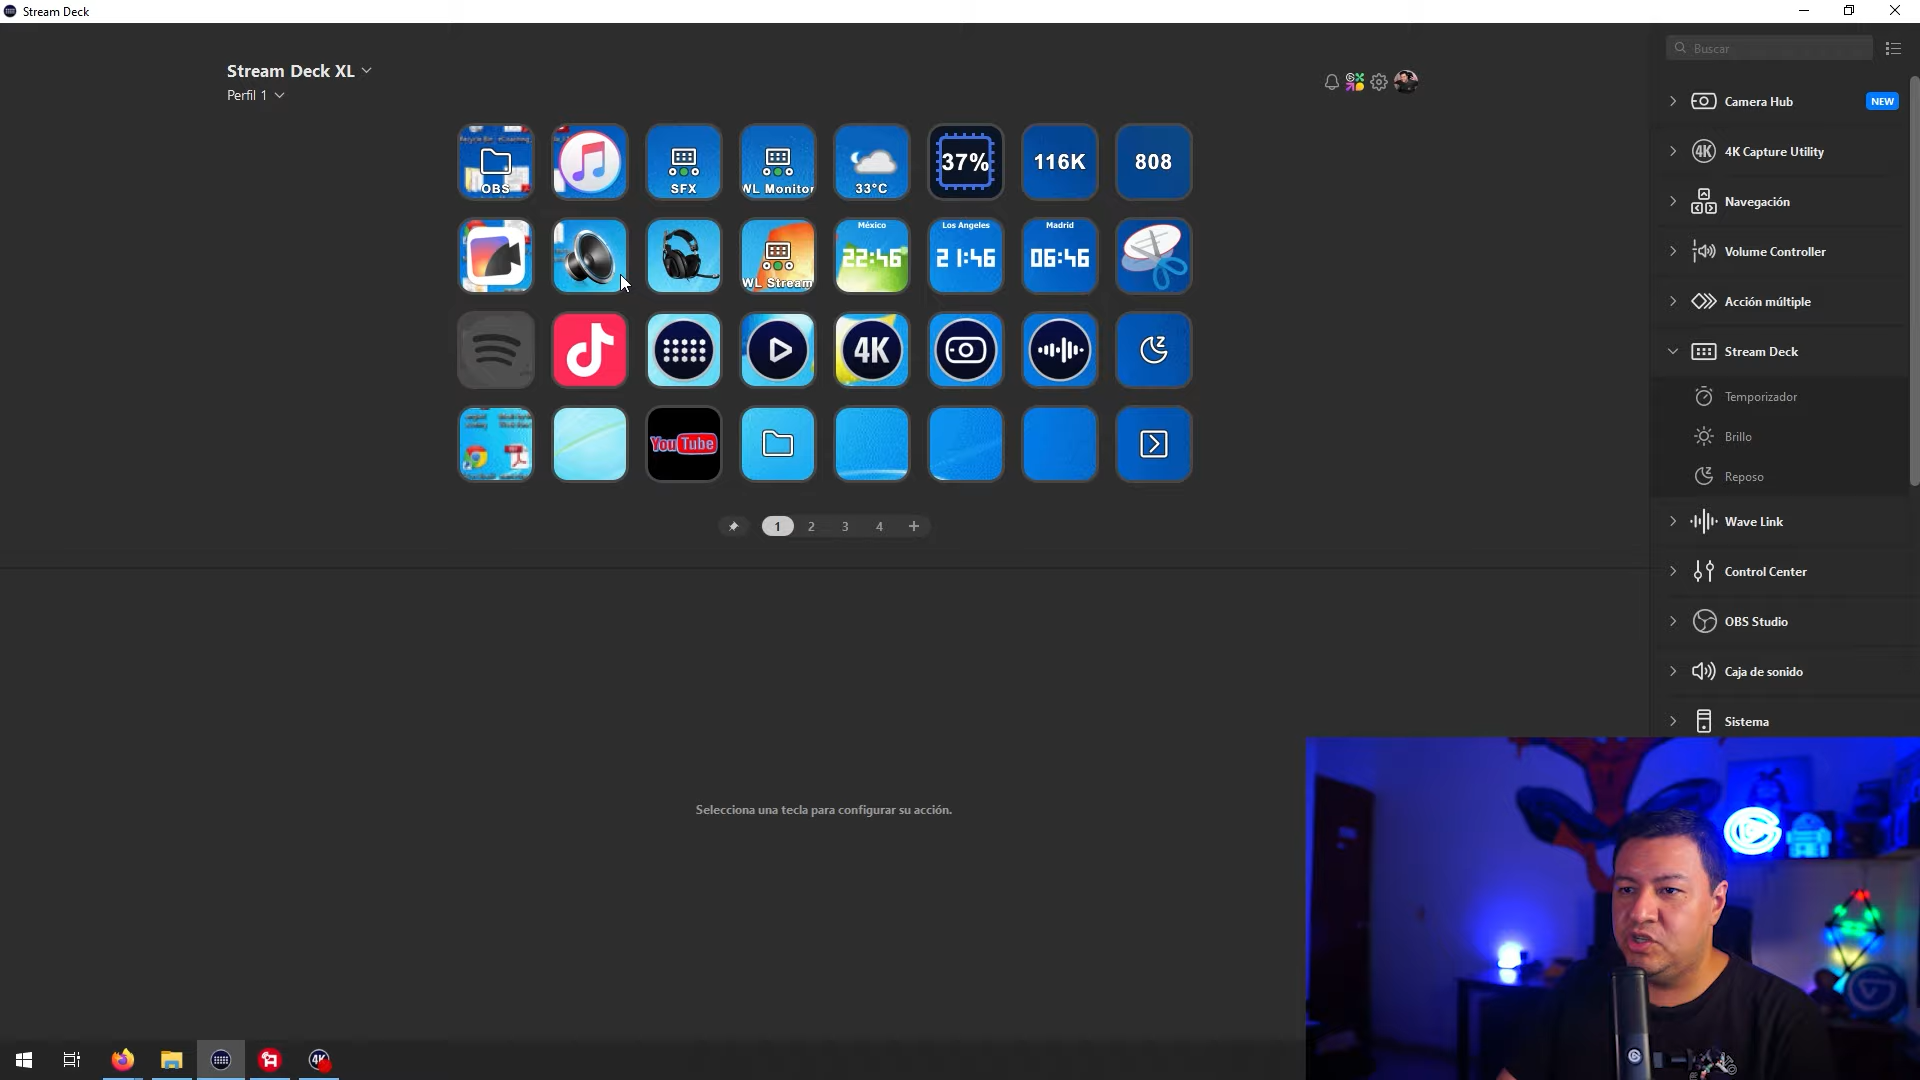 Stream Deck
Stream Deck XL
Perfil 1
Buscar
Camera Hub
NEW
4K Capture Utility
Navegación
Volume Controller
Acción múltiple
Stream Deck
Temporizador
Brillo
Reposo
Wave Link
Control Center
OBS Studio
Caja de sonido
Sistema
OBS
SFX
WL Monitor
33°C
37%
116K
808
WL Stream
México
22:46
Los Angeles
21:46
Madrid
06:46
4K
YouTube
1 2 3 4 +
Selecciona una tecla para configurar su acción.
4K